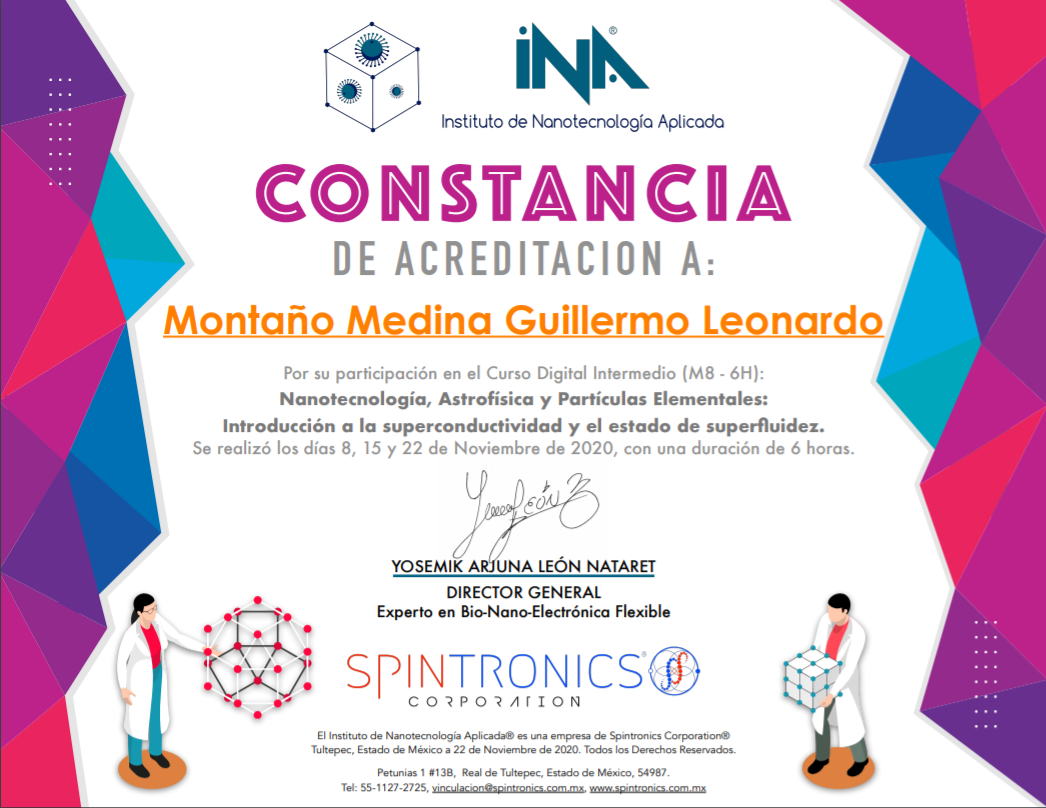 iNA®
Instituto de Nanotecnología Aplicada
CONSTANCIA
DE ACREDITACION A:
Montaño Medina Guillermo Leonardo
Por su participación en el Curso Digital Intermedio (M8 - 6H):
Nanotecnología, Astrofísica y Partículas Elementales:
Introducción a la superconductividad y el estado de superfluidez.
Se realizó los días 8, 15 y 22 de Noviembre de 2020, con una duración de 6 horas.
YOSEMIK ARJUNA LEÓN NATARET
DIRECTOR GENERAL
Experto en Bio-Nano-Electrónica Flexible
SPINTRONICS®
CORPORATION
El Instituto de Nanotecnología Aplicada® es una empresa de Spintronics Corporation®
Tultepec, Estado de México a 22 de Noviembre de 2020. Todos los Derechos Reservados.
Petunias 1 #13B, Real de Tultepec, Estado de México, 54987.
Tel: 55-1127-2725, vinculacion@spintronics.com.mx, www.spintronics.com.mx